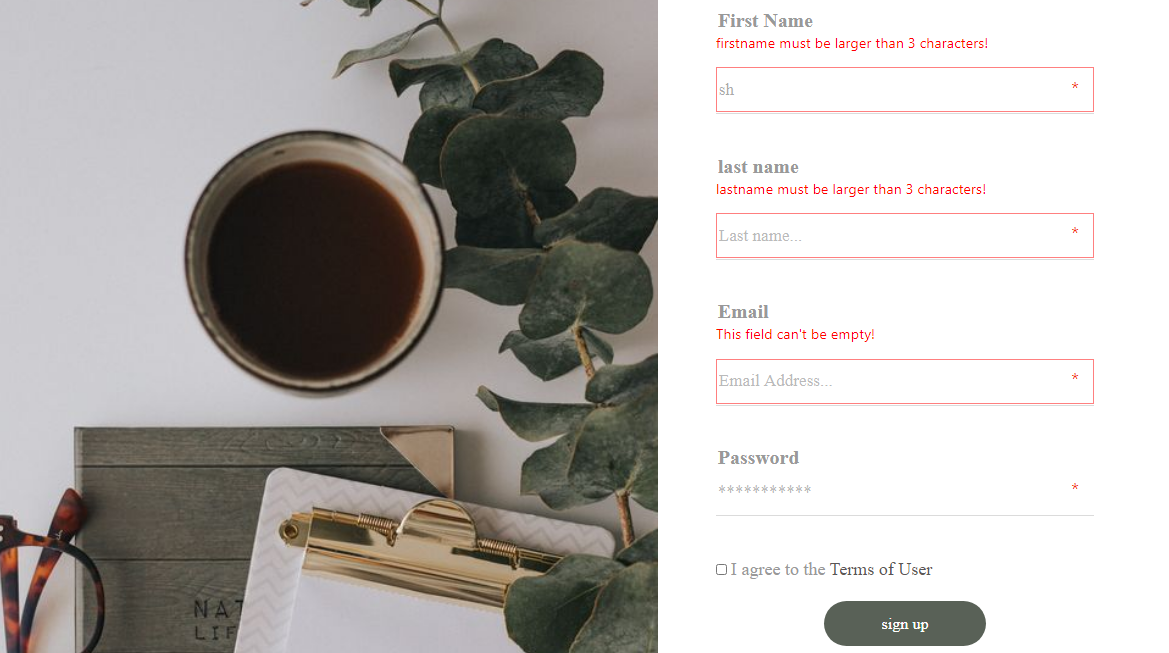 First Name
firstname must be larger than 3 characters!
sh
*
last name
lastname must be larger than 3 characters!
Last name...
*
Email
This field can't be empty!
Email Address...
*
Password
***********
*
I agree to the Terms of User
sign up
NAT
LIF